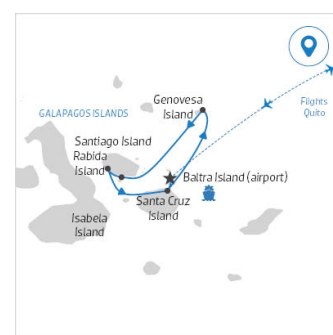 Genovesa
Island
GALAPAGOS ISLANDS
Flights
Quito
Santiago Island
Rabida
Island
Baltra Island (airport)
Santa Cruz
Island
Isabela
Island